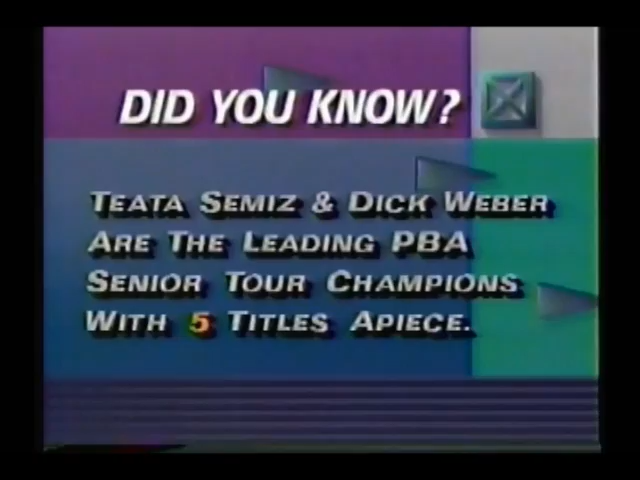 DID YOU KNOW?
TEATA SEMIZ & DICK WEBER
ARE THE LEADING PBA
SENIOR TOUR CHAMPIONS
WITH 5 TITLES APIECE.